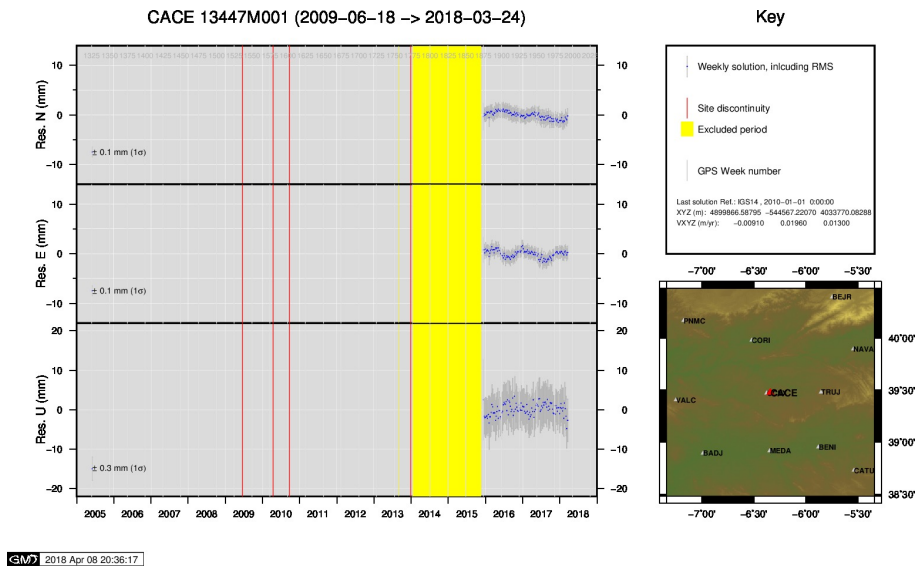 CACE 13447M001 (2009−06−18 −> 2018−03−24)
Key
Res. N (mm)
10
0
−10
10
0
−10
± 0.1 mm (1σ)
Res. E (mm)
10
0
−10
10
0
−10
± 0.1 mm (1σ)
Res. U (mm)
20
10
0
−10
−20
20
10
0
−10
−20
± 0.3 mm (1σ)
2005 2006 2007 2008 2009 2010 2011 2012 2013 2014 2015 2016 2017 2018
Weekly solution, inlcuding RMS
Site discontinuity
Excluded period
GPS Week number
Last solution Ref.: IGS14 , 2010−01−01 0:00:00
XYZ (m): 4899866.58795 −544567.22070 4033770.08288
VXYZ (m/yr): −0.00910 0.01960 0.01300
−7°00' −6°30' −6°00' −5°30'
BEJR
PNMC
CORI
40°00'
NAVA
CACE
TRUJ
39°30'
VALC
BADJ
MEDA
BENI
39°00'
CATU
38°30'
−7°00' −6°30' −6°00' −5°30'
GMT 2018 Apr 08 20:36:17